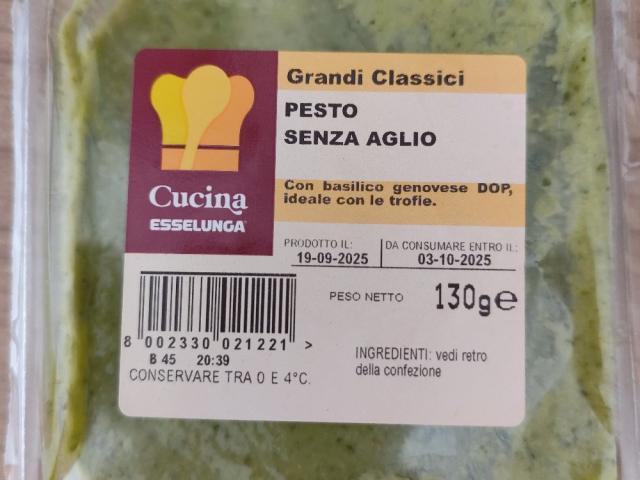 Grandi Classici
PESTO
SENZA AGLIO
Cucina
ESSELUNGA
Con basilico genovese DOP,
ideale con le trofie.
PRODOTTO IL:
19-09-2025
DA CONSUMARE ENTRO IL:
03-10-2025
PESO NETTO 130g℮
8 002330 021221 >
B 45 20:39
CONSERVARE TRA 0 E 4°C.
INGREDIENTI: vedi retro
della confezione